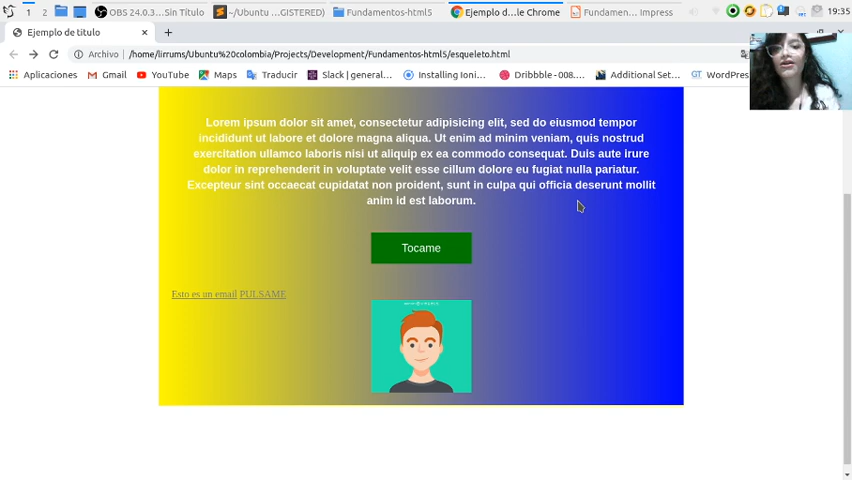 OBS 24.0.3...Sin Título
~/Ubuntu ...GISTERED)
Fundamentos-html5
Ejemplo d...le Chrome
Fundamen... Impress
19:35
1 2
Ejemplo de titulo
Archivo /home/lirrums/Ubuntu%20colombia/Projects/Development/Fundamentos-html5/esqueleto.html
Aplicaciones Gmail YouTube Maps Traducir Slack | general... Installing Ioni... Dribbble - 008.... Additional Set... WordPres
Lorem ipsum dolor sit amet, consectetur adipisicing elit, sed do eiusmod tempor
incididunt ut labore et dolore magna aliqua. Ut enim ad minim veniam, quis nostrud
exercitation ullamco laboris nisi ut aliquip ex ea commodo consequat. Duis aute irure
dolor in reprehenderit in voluptate velit esse cillum dolore eu fugiat nulla pariatur.
Excepteur sint occaecat cupidatat non proident, sunt in culpa qui officia deserunt mollit
anim id est laborum.
Tocame
Esto es un email PULSAME